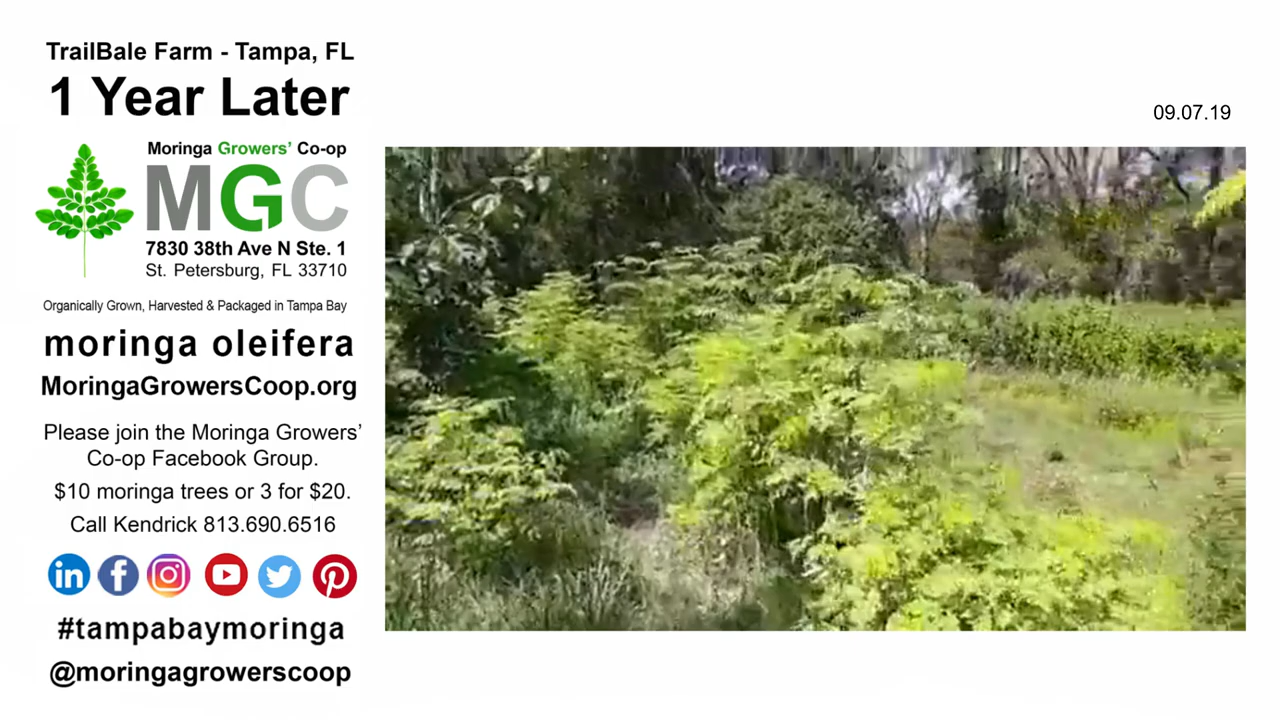 TrailBale Farm - Tampa, FL
1 Year Later
Moringa Growers' Co-op
MGC
7830 38th Ave N Ste. 1
St. Petersburg, FL 33710
Organically Grown, Harvested & Packaged in Tampa Bay
moringa oleifera
MoringaGrowersCoop.org
Please join the Moringa Growers'
Co-op Facebook Group.
$10 moringa trees or 3 for $20.
Call Kendrick 813.690.6516
#tampabaymoringa
@moringagrowerscoop
09.07.19